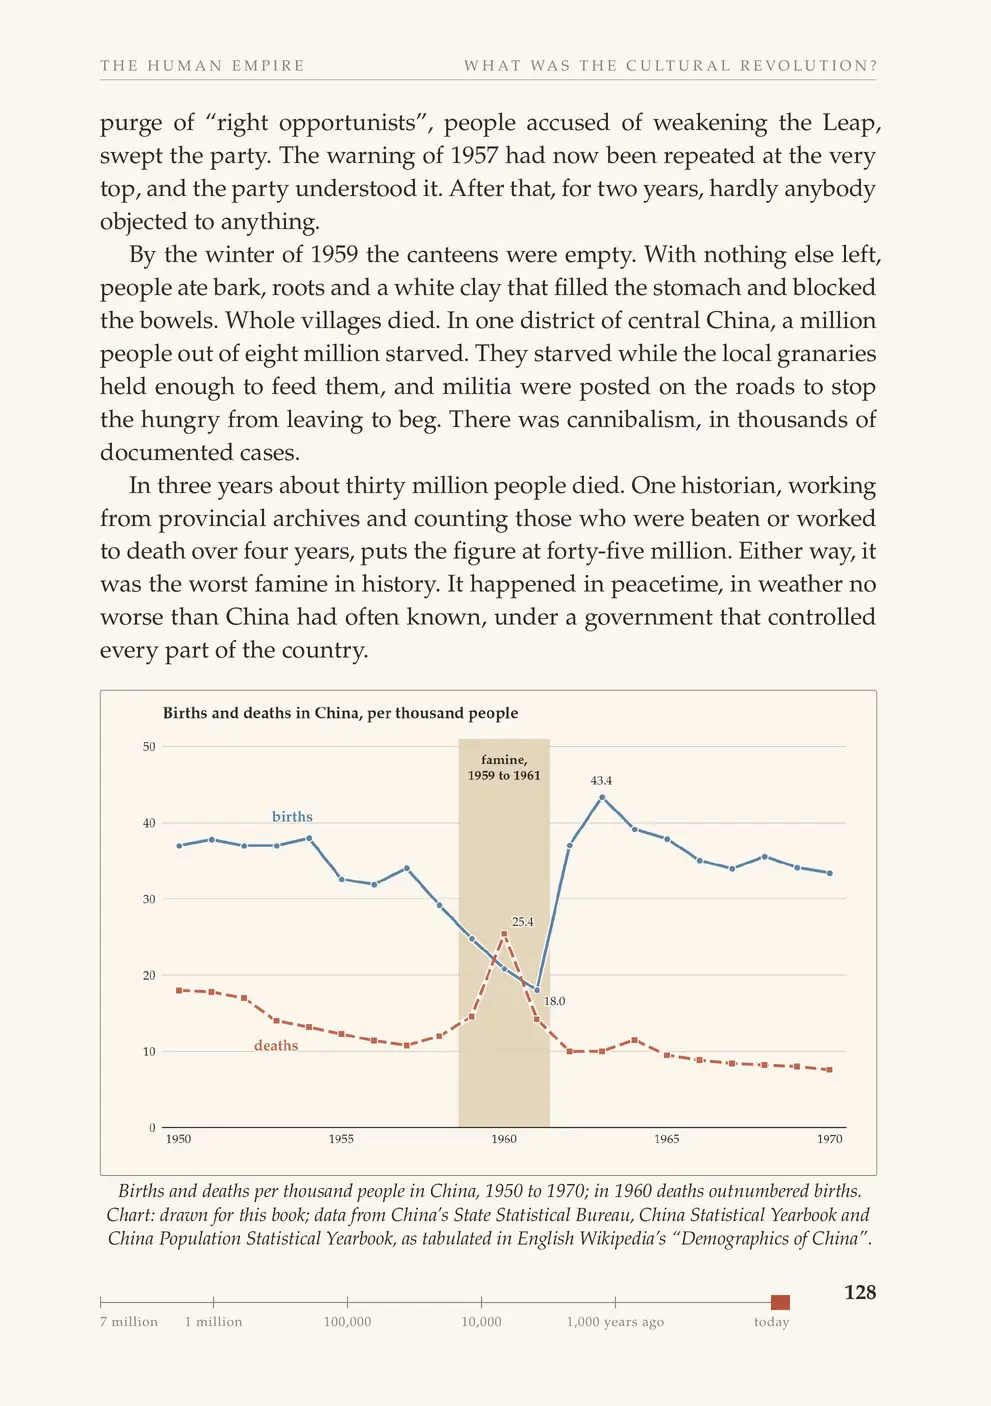 THE HUMAN EMPIRE
WHAT WAS THE CULTURAL REVOLUTION?
purge of “right opportunists”, people accused of weakening the Leap,
swept the party. The warning of 1957 had now been repeated at the very
top, and the party understood it. After that, for two years, hardly anybody
objected to anything.
By the winter of 1959 the canteens were empty. With nothing else left,
people ate bark, roots and a white clay that filled the stomach and blocked
the bowels. Whole villages died. In one district of central China, a million
people out of eight million starved. They starved while the local granaries
held enough to feed them, and militia were posted on the roads to stop
the hungry from leaving to beg. There was cannibalism, in thousands of
documented cases.
In three years about thirty million people died. One historian, working
from provincial archives and counting those who were beaten or worked
to death over four years, puts the figure at forty-five million. Either way, it
was the worst famine in history. It happened in peacetime, in weather no
worse than China had often known, under a government that controlled
every part of the country.
Births and deaths in China, per thousand people
50
famine,
1959 to 1961
43.4
births
40
30
25.4
20
18.0
deaths
10
0
1950
1955
1960
1965
1970
Births and deaths per thousand people in China, 1950 to 1970; in 1960 deaths outnumbered births.
Chart: drawn for this book; data from China’s State Statistical Bureau, China Statistical Yearbook and
China Population Statistical Yearbook, as tabulated in English Wikipedia’s “Demographics of China”.
128
7 million
1 million
100,000
10,000
1,000 years ago
today